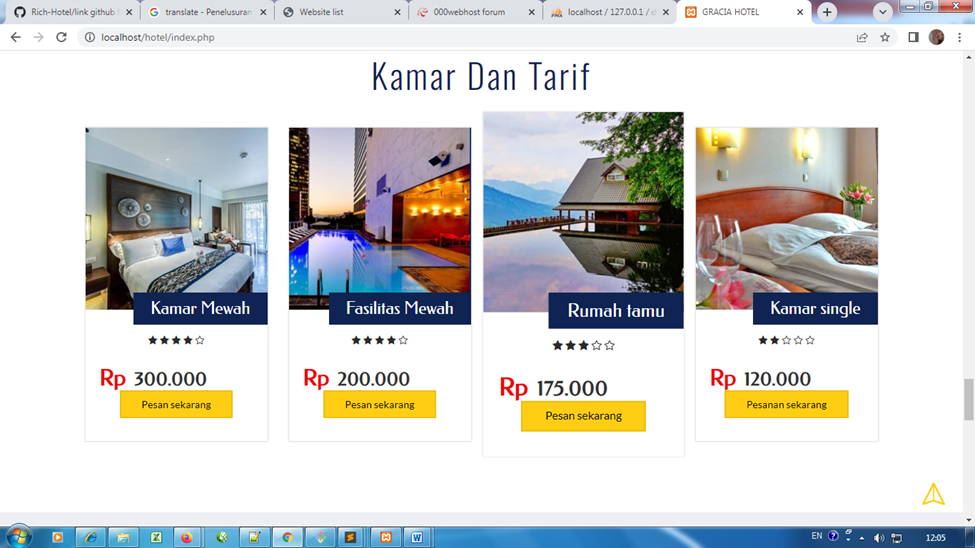 Rich-Hotel/link github
translate - Penelusuran
Website list
000webhost forum
localhost / 127.0.0.1 / d
GRACIA HOTEL
localhost/hotel/index.php
Kamar Dan Tarif
Kamar Mewah
Rp 300.000
Pesan sekarang
Fasilitas Mewah
Rp 200.000
Pesan sekarang
Rumah tamu
Rp 175.000
Pesan sekarang
Kamar single
Rp 120.000
Pesanan sekarang
EN
12:05